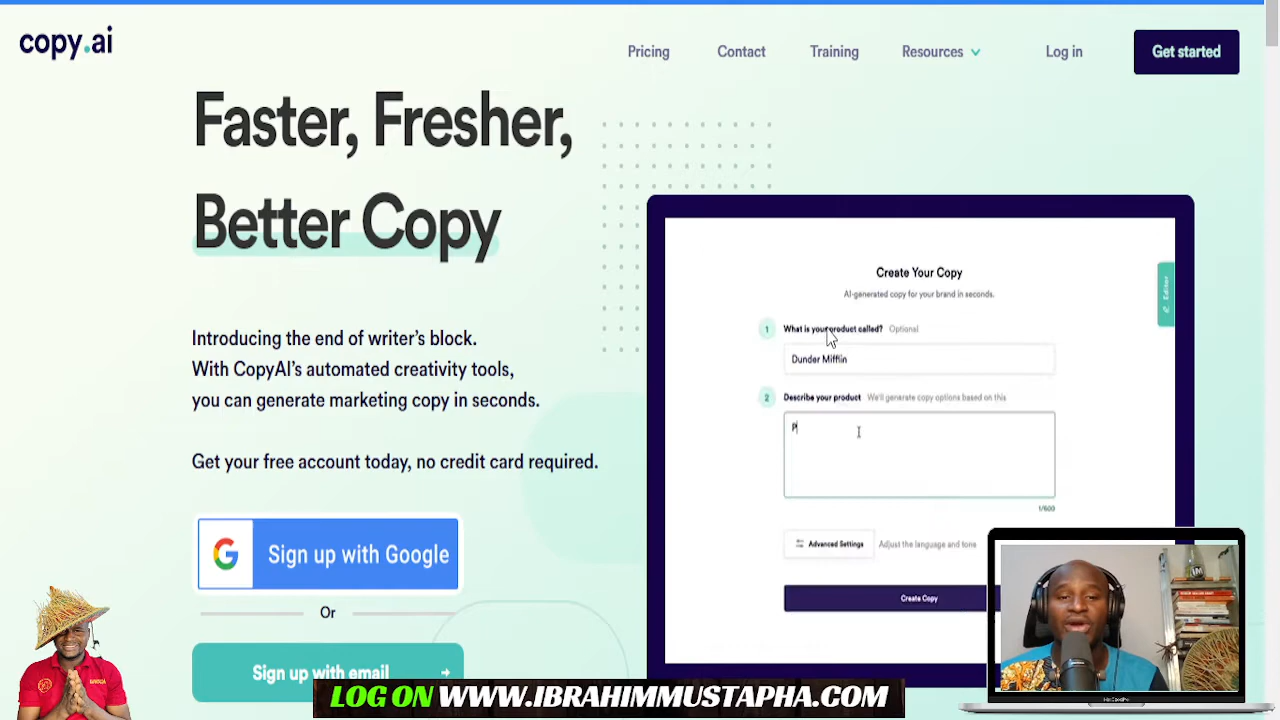 copy.ai
Pricing
Contact
Training
Resources
Log in
Get started
Faster, Fresher,
Better Copy
Introducing the end of writer's block.
With CopyAI's automated creativity tools,
you can generate marketing copy in seconds.
Get your free account today, no credit card required.
Sign up with Google
Or
Sign up with email
Create Your Copy
AI-generated copy for your brand in seconds.
1 What is your product called? Optional
Dunder Mifflin
2 Describe your product We'll generate copy options based on this
P
1/600
Advanced Settings Adjust the language and tone
Create Copy
Editor
LOG ON WWW.IBRAHIMMUSTAPHA.COM